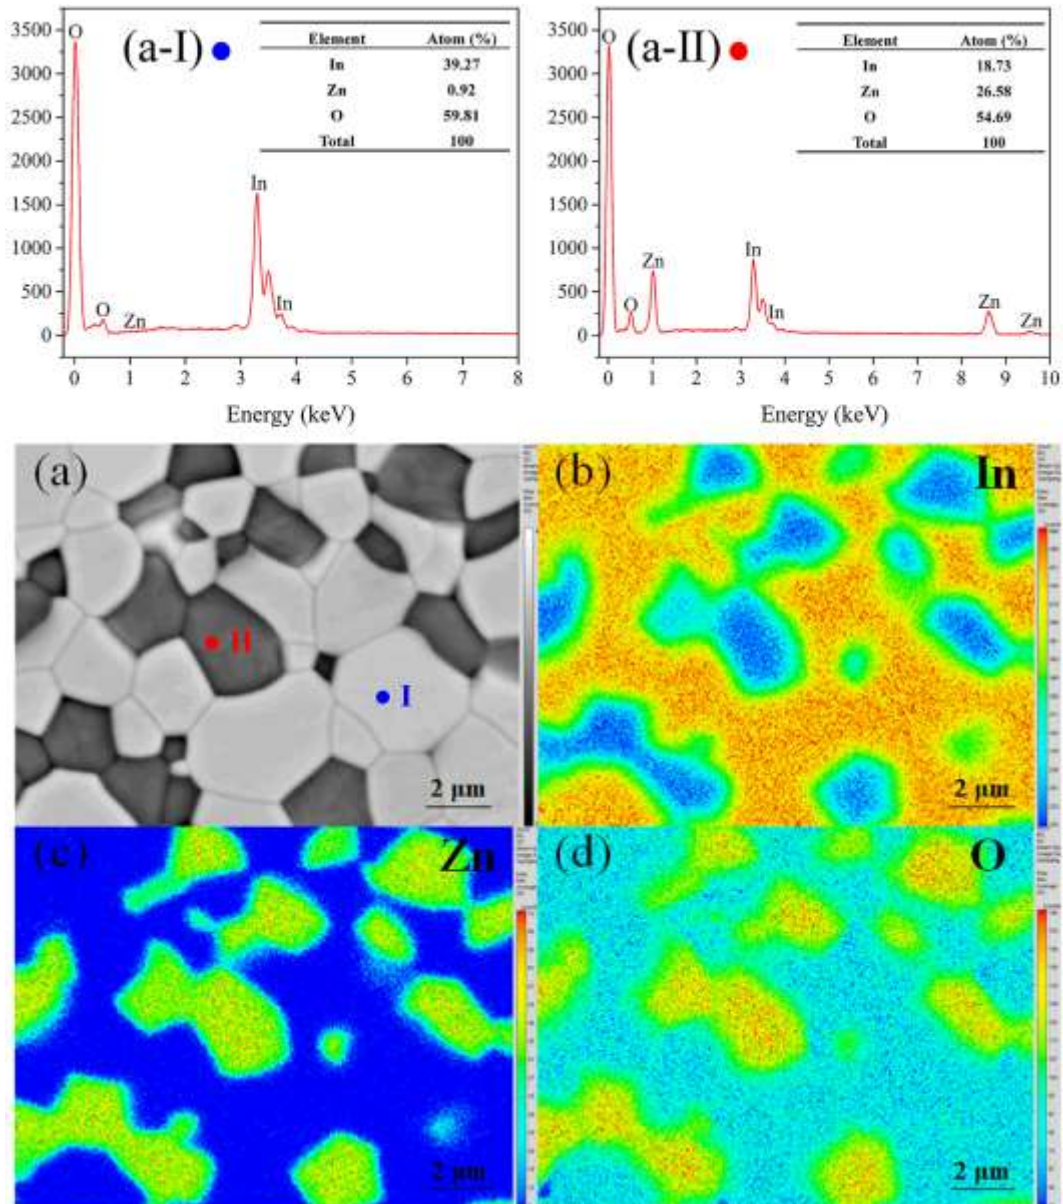 (a-I)
Element Atom (%)
In 39.27
Zn 0.92
O 59.81
Total 100
3500
3000
2500
2000
1500
1000
500
0
O
O
Zn
In
In
0 1 2 3 4 5 6 7 8
Energy (keV)
(a-II)
Element Atom (%)
In 18.73
Zn 26.58
O 54.69
Total 100
3500
3000
2500
2000
1500
1000
500
0
O
O
Zn
In
In
Zn
Zn
0 1 2 3 4 5 6 7 8 9 10
Energy (keV)
(a)
II
I
2 μm
(b) In
2 μm
(c) Zn
2 μm
(d) O
2 μm